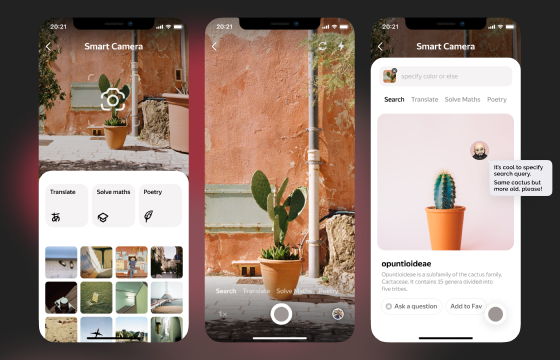 20:21
Smart Camera
Translate
Solve maths
Poetry
20:21
Search Translate Solve Maths Poetry
1×
20:21
Smart Camera
specify color or else
Search Translate Solve Maths Poetry
It's cool to specify
search query.
Same cactus but
more old, please!
opuntioideae
Opuntioideae is a subfamily of the cactus family,
Cactaceae. It contains 15 genera divided into
five tribes.
Ask a question
Add to Fav